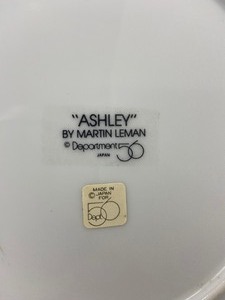 "ASHLEY"
BY MARTIN LEMAN
© Department 56
JAPAN
MADE IN
© JAPAN
FOR
Dept. 56